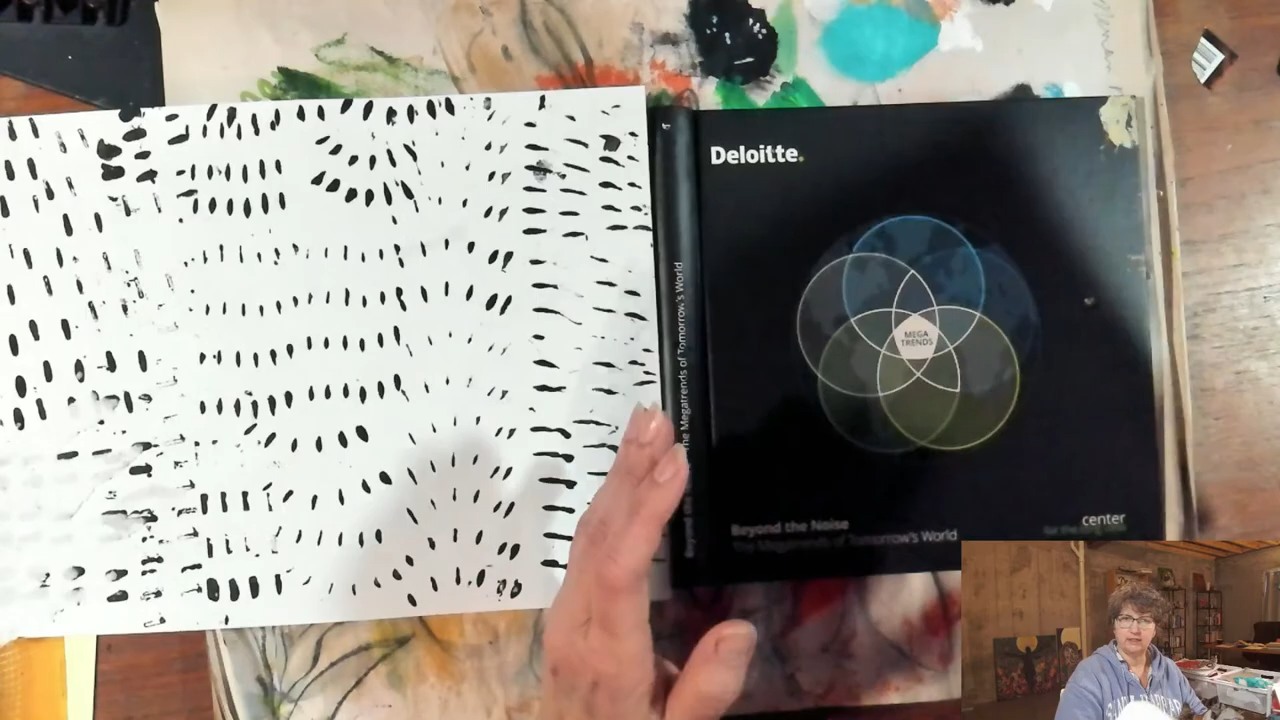 Deloitte.
MEGA
TRENDS
Beyond the Noise
The Megatrends of Tomorrow's World
center
The Megatrends of Tomorrow's World